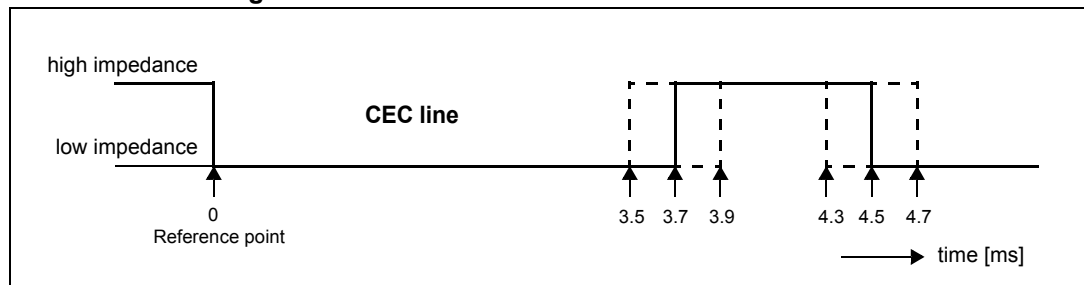 high impedance
CEC line
low impedance
0
Reference point
3.5 3.7 3.9 4.3 4.5 4.7
time [ms]